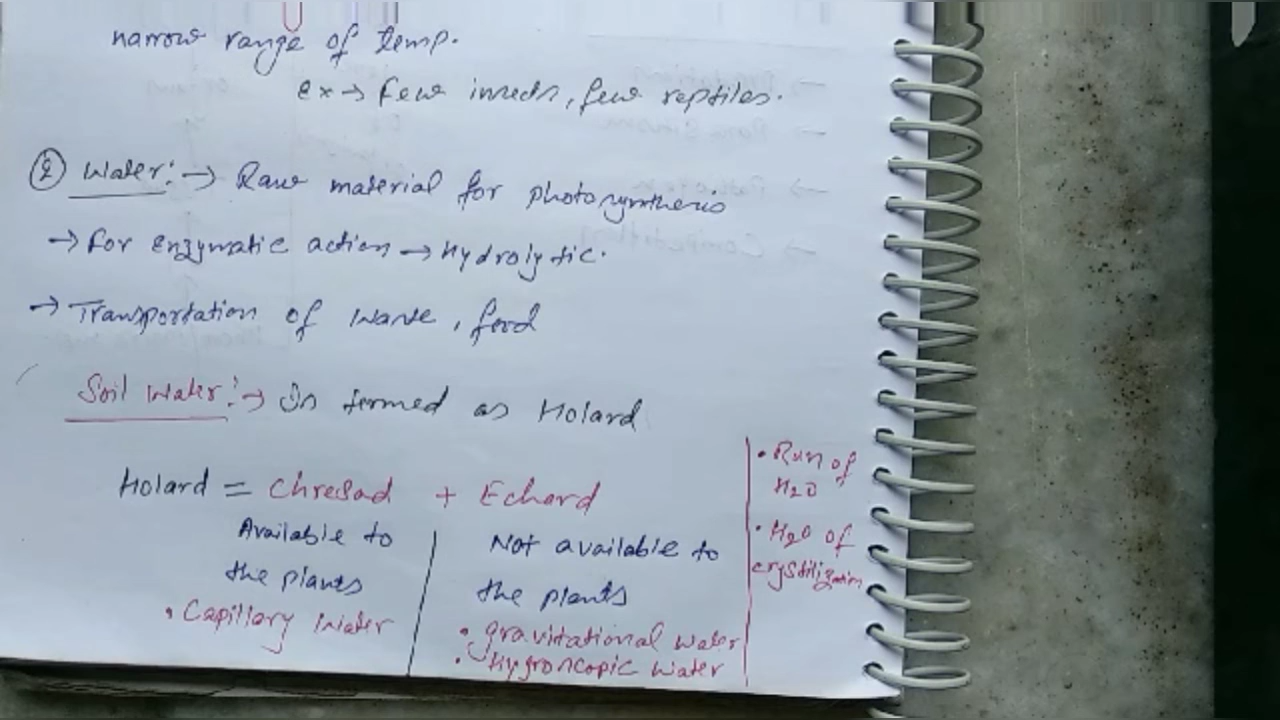 narrow range of temp.
ex → few insects, few reptiles.
② Water:→ Raw material for photosynthesis
→ for enzymatic action → Hydrolytic.
→ Transportation of waste, food
Soil Water:→ Is termed as Holard
Holard = Chresad + Echard
Available to
the plants
• Capillary Water
Not available to
the plants
• gravitational water
• Hygroscopic water
• Run of
H2O
• H2O of
crystilization